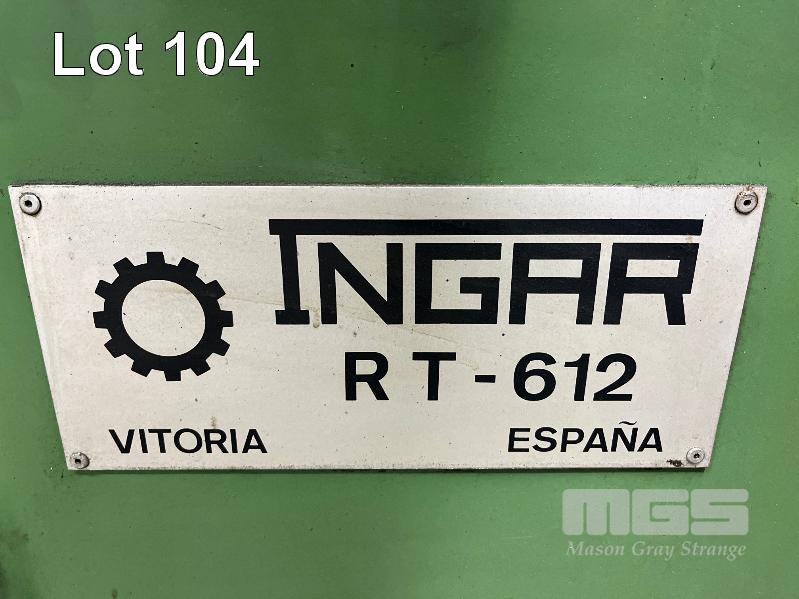 Lot 104
INGAR
RT-612
VITORIA ESPAÑA
MGS
Mason Gray Strange